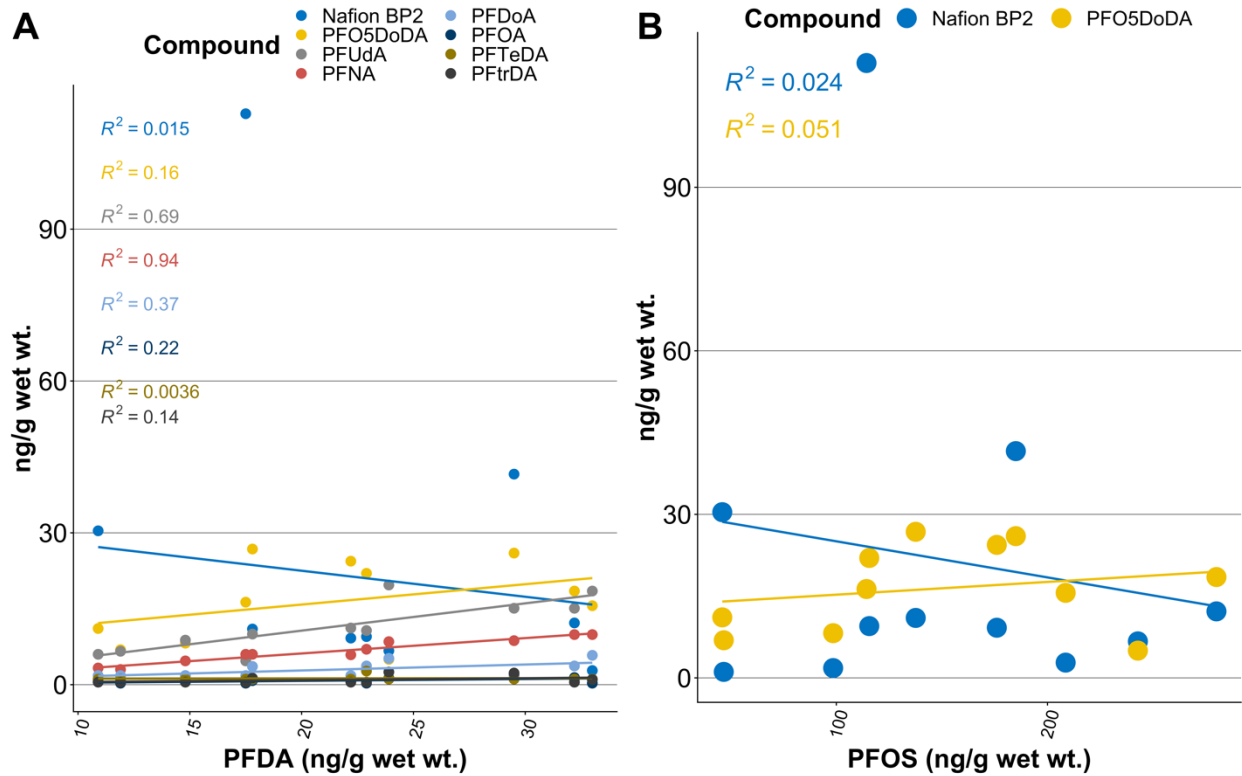 A
Compound
Nafion BP2
PFO5DoDA
PFUdA
PFNA
PFDoA
PFOA
PFTeDA
PFtrDA
R² = 0.015
R² = 0.16
R² = 0.69
R² = 0.94
R² = 0.37
R² = 0.22
R² = 0.0036
R² = 0.14
ng/g wet wt.
90
60
30
0
10
15
20
25
30
PFDA (ng/g wet wt.)
B
Compound
Nafion BP2
PFO5DoDA
R² = 0.024
R² = 0.051
ng/g wet wt.
90
60
30
0
100
200
PFOS (ng/g wet wt.)